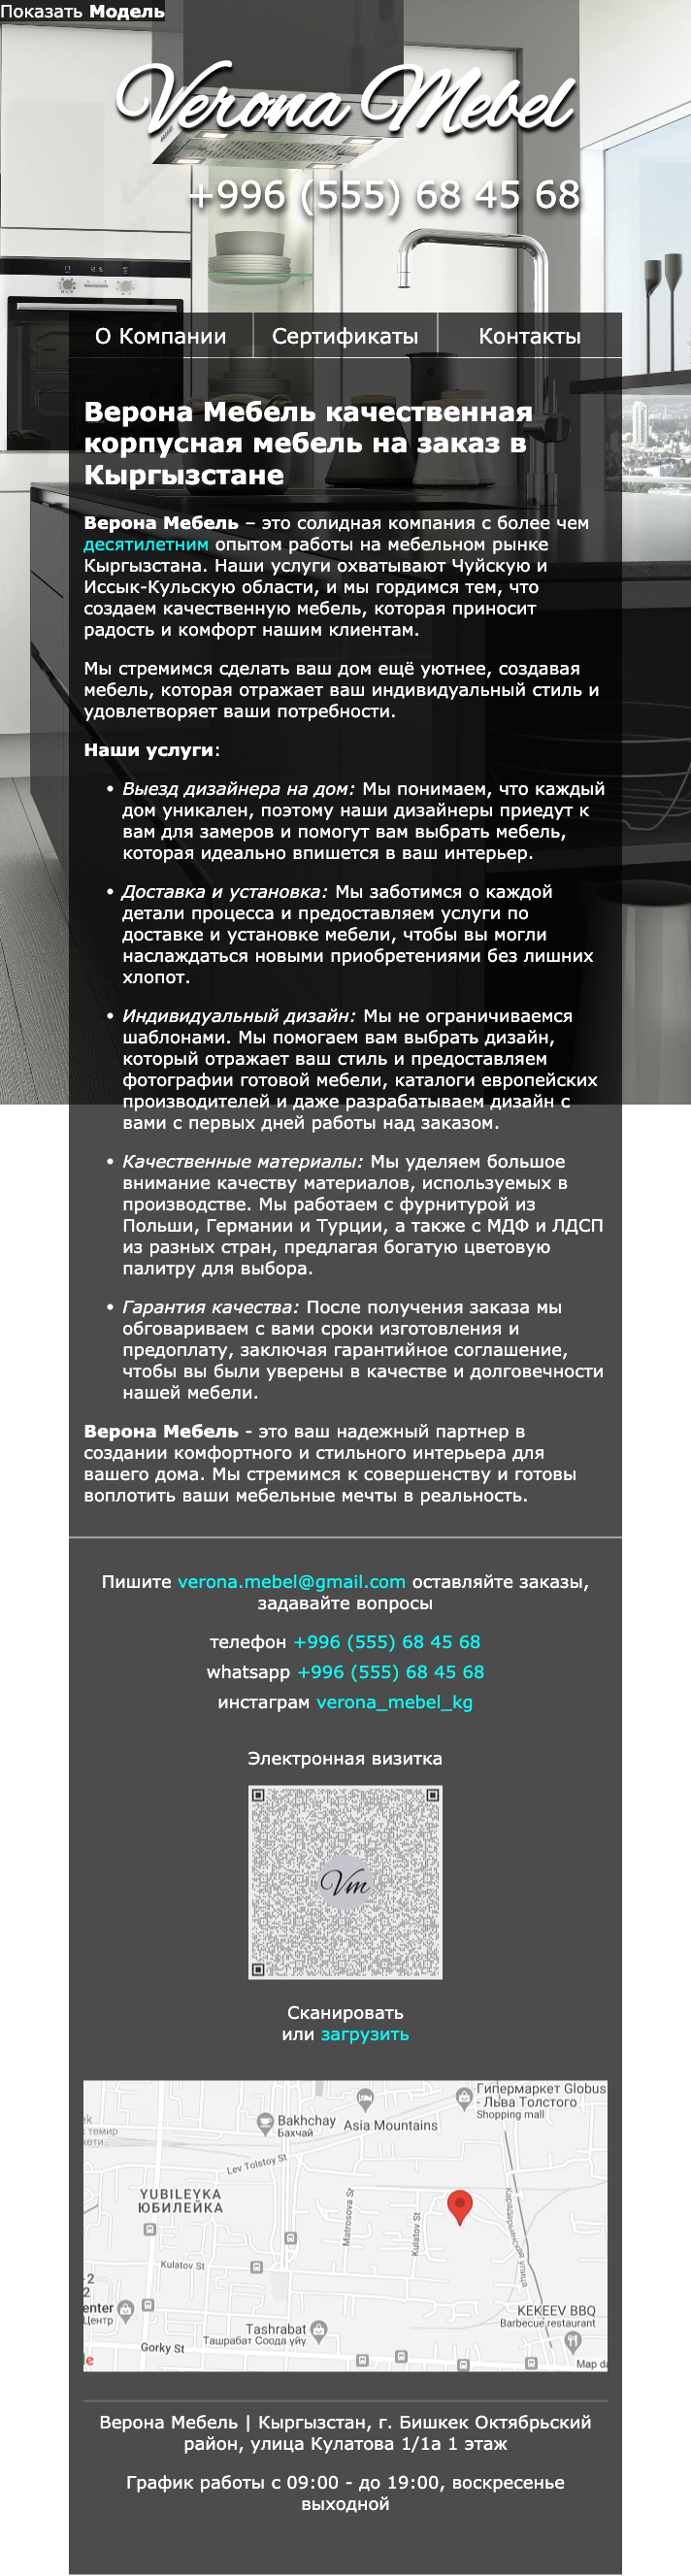 Показать Модель
Verona Mebel
+996 (555) 68 45 68
О Компании
Сертификаты
Контакты
Верона Мебель качественная
корпусная мебель на заказ в
Кыргызстане
Верона Мебель – это солидная компания с более чем
десятилетним опытом работы на мебельном рынке
Кыргызстана. Наши услуги охватывают Чуйскую и
Иссык-Кульскую области, и мы гордимся тем, что
создаем качественную мебель, которая приносит
радость и комфорт нашим клиентам.
Мы стремимся сделать ваш дом ещё уютнее, создавая
мебель, которая отражает ваш индивидуальный стиль и
удовлетворяет ваши потребности.
Наши услуги:
• Выезд дизайнера на дом: Мы понимаем, что каждый
дом уникален, поэтому наши дизайнеры приедут к
вам для замеров и помогут вам выбрать мебель,
которая идеально впишется в ваш интерьер.
• Доставка и установка: Мы заботимся о каждой
детали процесса и предоставляем услуги по
доставке и установке мебели, чтобы вы могли
наслаждаться новыми приобретениями без лишних
хлопот.
• Индивидуальный дизайн: Мы не ограничиваемся
шаблонами. Мы помогаем вам выбрать дизайн,
который отражает ваш стиль и предоставляем
фотографии готовой мебели, каталоги европейских
производителей и даже разрабатываем дизайн с
вами с первых дней работы над заказом.
• Качественные материалы: Мы уделяем большое
внимание качеству материалов, используемых в
производстве. Мы работаем с фурнитурой из
Польши, Германии и Турции, а также с МДФ и ЛДСП
из разных стран, предлагая богатую цветовую
палитру для выбора.
• Гарантия качества: После получения заказа мы
обговариваем с вами сроки изготовления и
предоплату, заключая гарантийное соглашение,
чтобы вы были уверены в качестве и долговечности
нашей мебели.
Верона Мебель - это ваш надежный партнер в
создании комфортного и стильного интерьера для
вашего дома. Мы стремимся к совершенству и готовы
воплотить ваши мебельные мечты в реальность.
Пишите verona.mebel@gmail.com оставляйте заказы,
задавайте вопросы
телефон +996 (555) 68 45 68
whatsapp +996 (555) 68 45 68
инстаграм verona_mebel_kg
Электронная визитка
Vm
Сканировать
или загрузить
Гипермаркет Globus
- Льва Толстого
Shopping mall
Bakhchay
Бахчай
Asia Mountains
Lev Tolstoy St
YUBILEYKA
ЮБИЛЕЙКА
Matrosova St
Kulatov St
Kulatov St
KEKEEV BBQ
Barbecue restaurant
Tashrabat
Ташрабат Соода үйү
Gorky St
Map da
Верона Мебель | Кыргызстан, г. Бишкек Октябрьский
район, улица Кулатова 1/1а 1 этаж
График работы с 09:00 - до 19:00, воскресенье
выходной